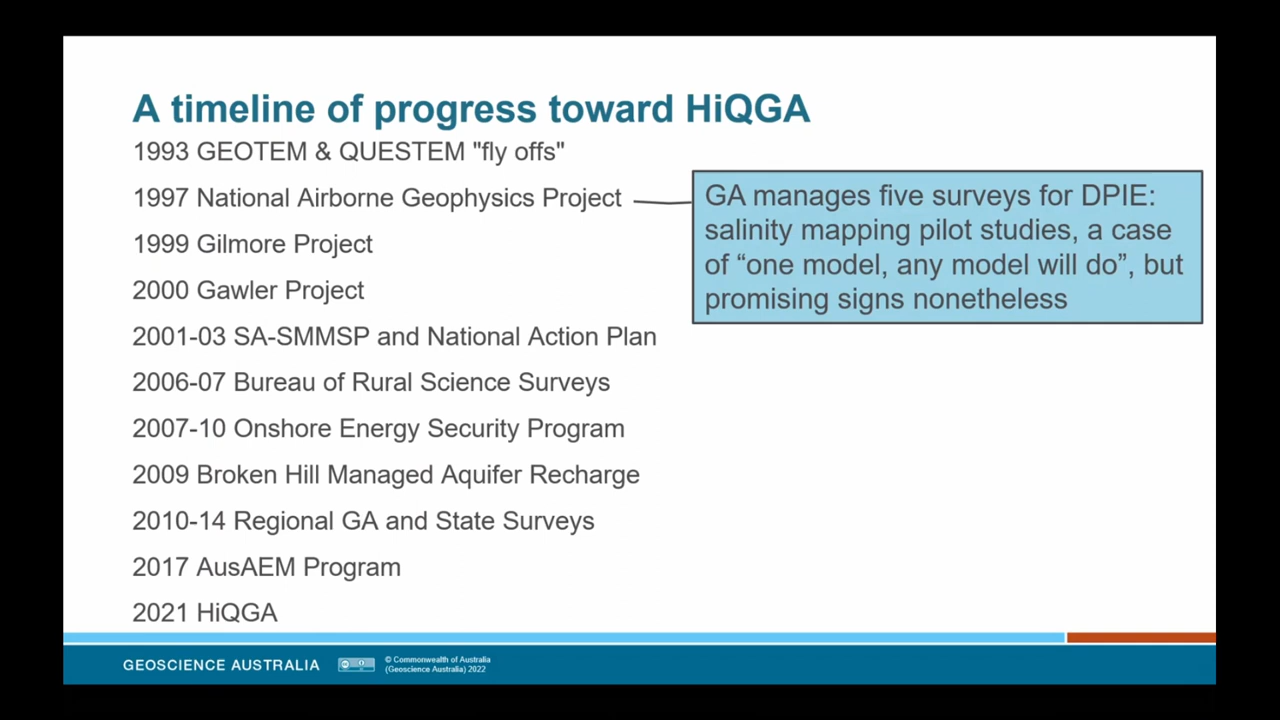 A timeline of progress toward HiQGA
1993 GEOTEM & QUESTEM "fly offs"
1997 National Airborne Geophysics Project
GA manages five surveys for DPIE:
salinity mapping pilot studies, a case
of “one model, any model will do”, but
promising signs nonetheless
1999 Gilmore Project
2000 Gawler Project
2001-03 SA-SMMSP and National Action Plan
2006-07 Bureau of Rural Science Surveys
2007-10 Onshore Energy Security Program
2009 Broken Hill Managed Aquifer Recharge
2010-14 Regional GA and State Surveys
2017 AusAEM Program
2021 HiQGA
GEOSCIENCE AUSTRALIA
© Commonwealth of Australia
(Geoscience Australia) 2022